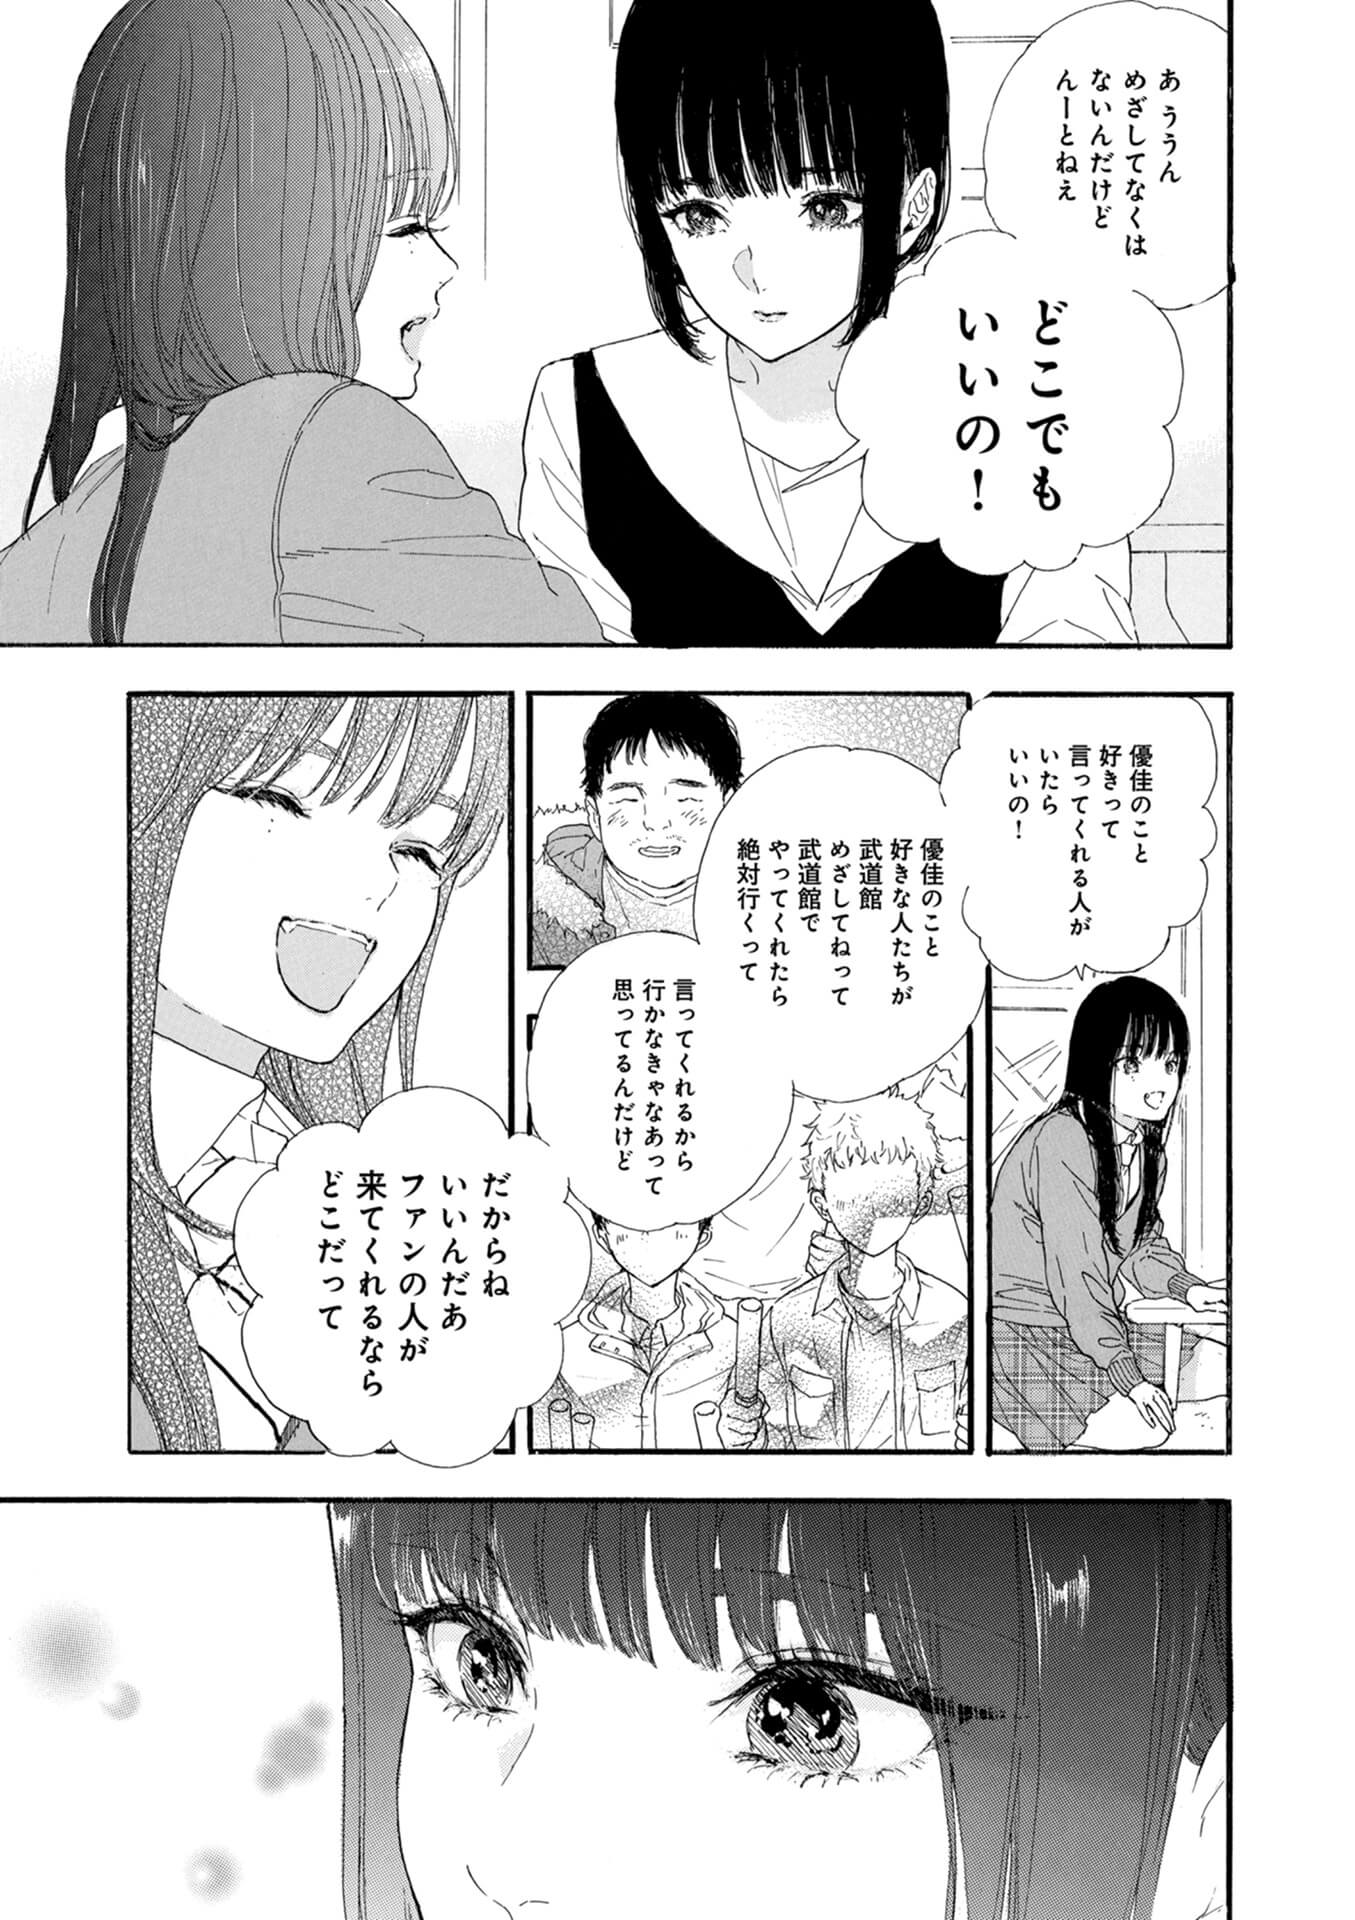 あ ううん
めざしてなくは
ないんだけど
んーとねえ
どこでも
いいの！
優佳のこと
好きって
言ってくれる人が
いたら
いいの！
優佳のこと
好きな人たちが
武道館
めざしてねって
武道館で
やってくれたら
絶対行くって
言ってくれるから
行かなきゃなあって
思ってるんだけど
だからね
いいんだあ
ファンの人が
来てくれるなら
どこだって